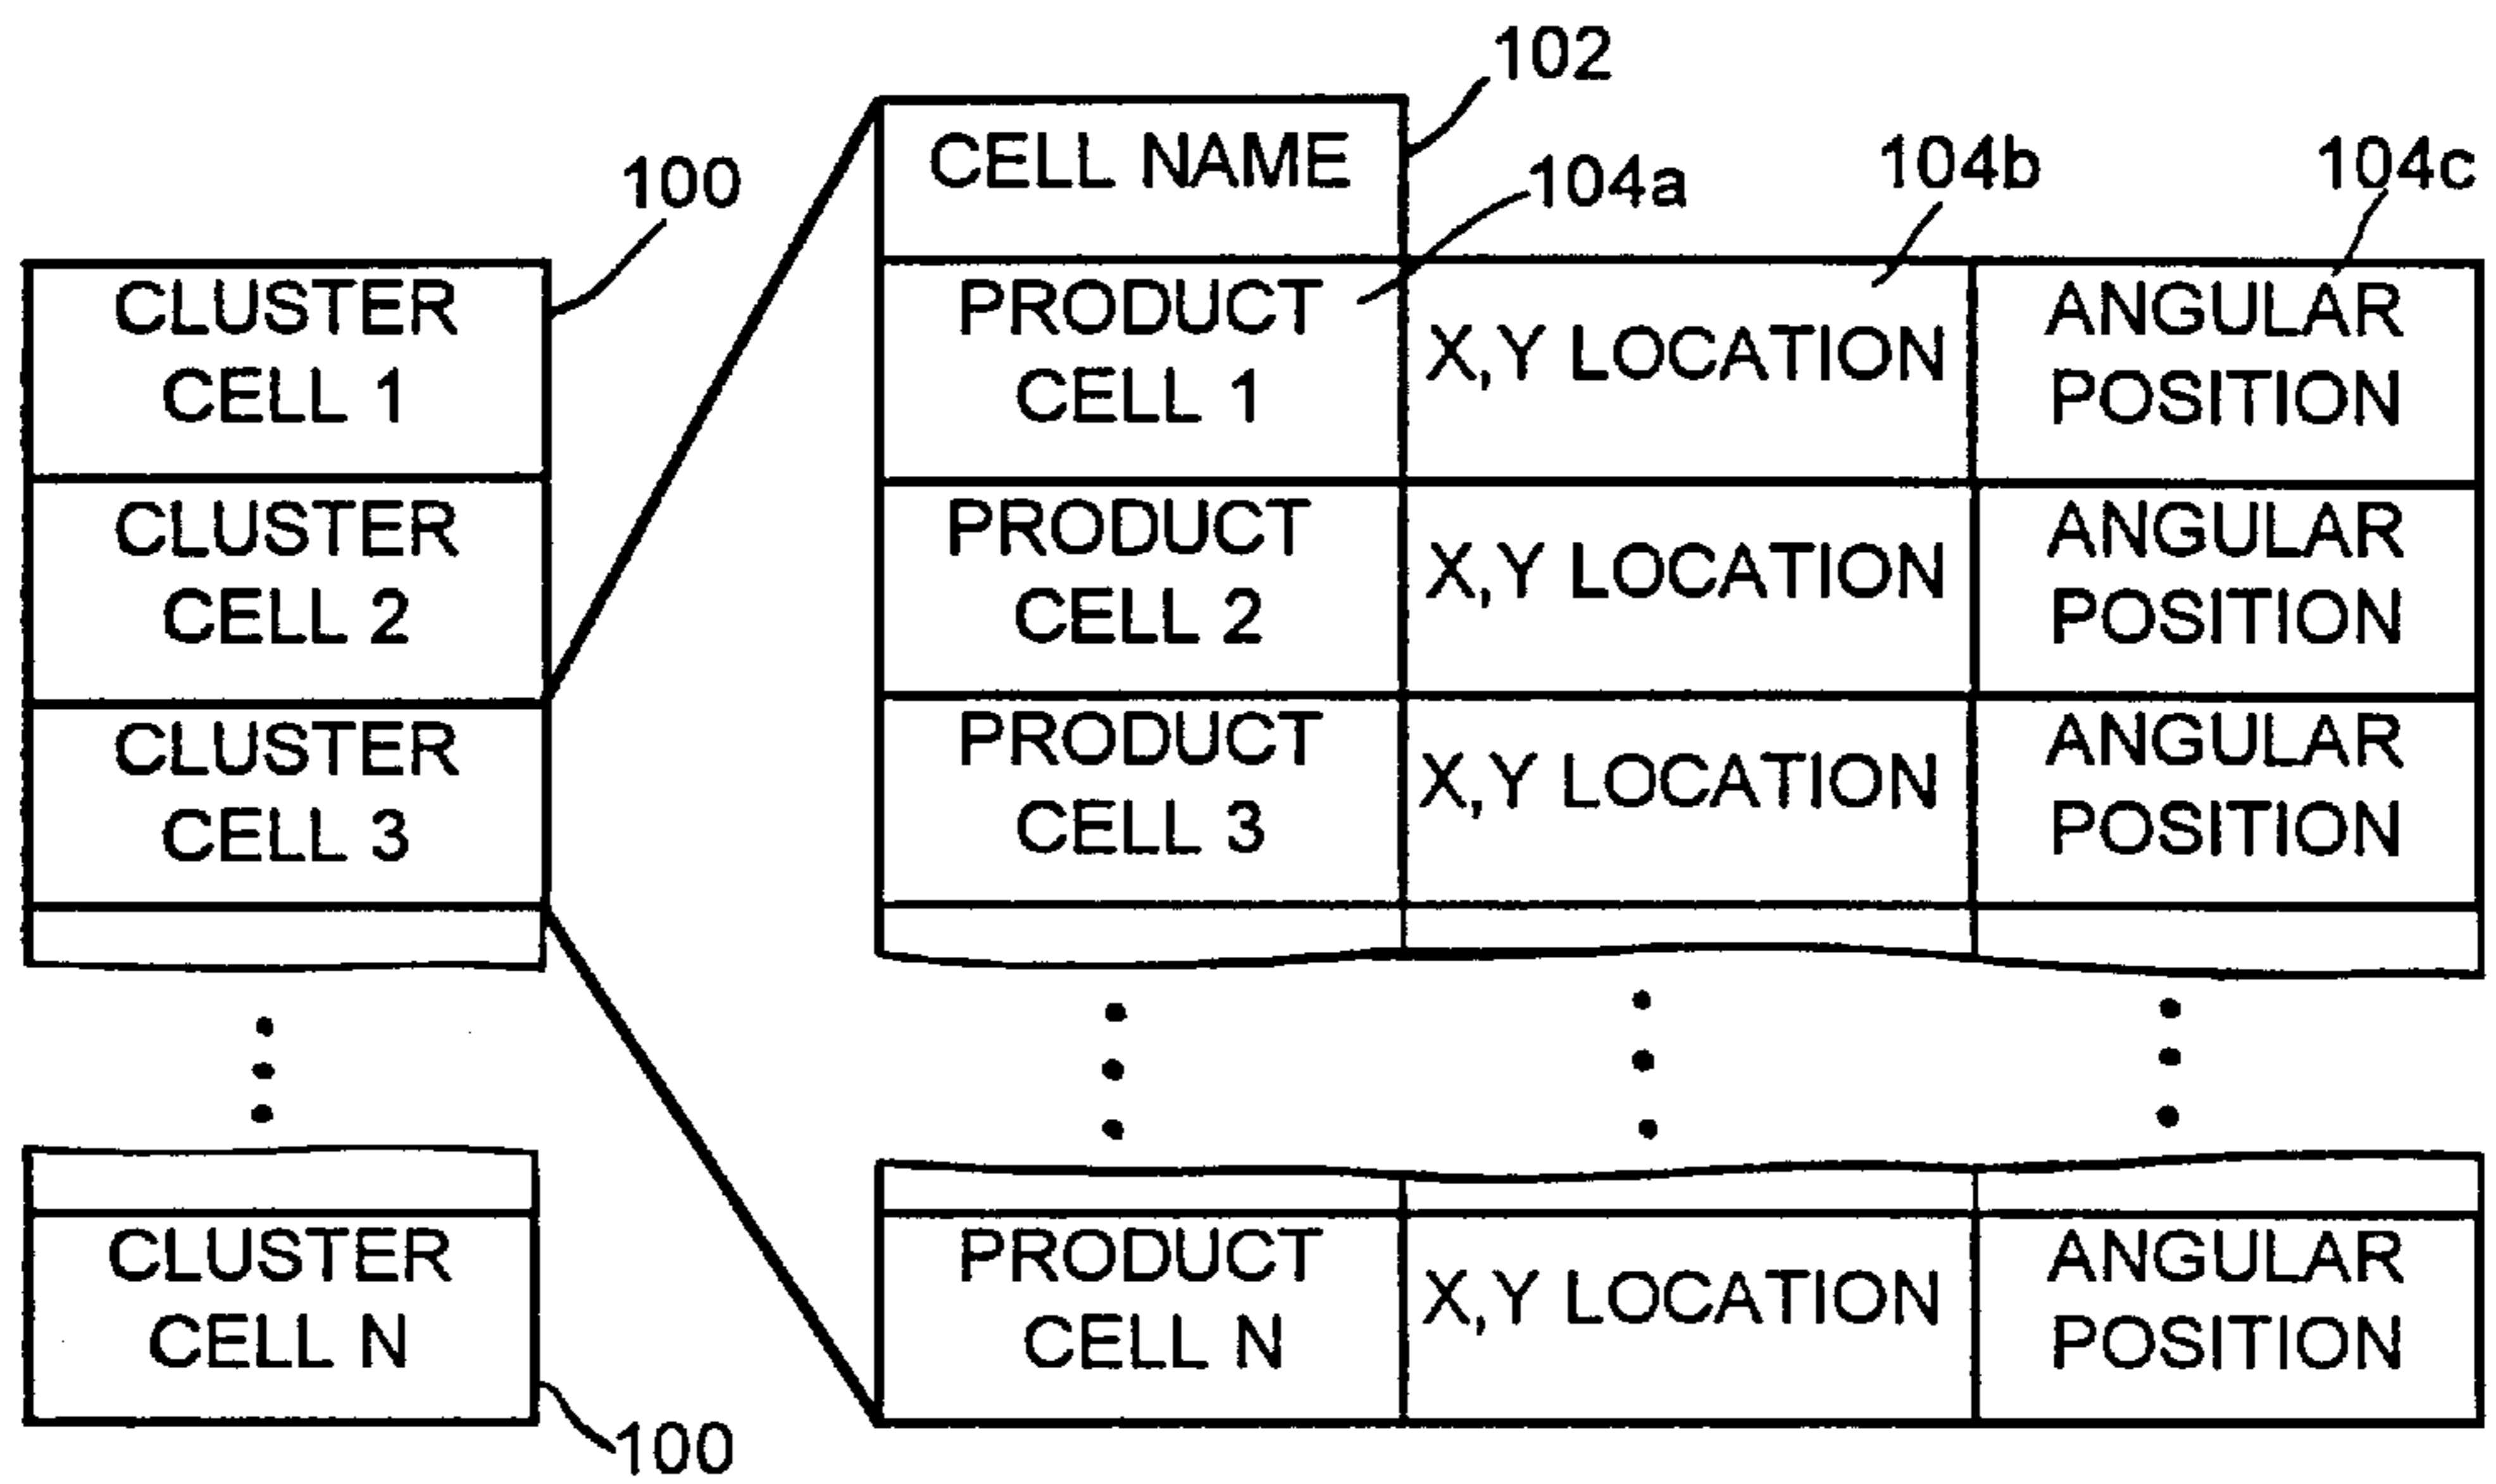 102
CELL NAME
100
104a
104b
104c
CLUSTER
CELL 1
CLUSTER
CELL 2
CLUSTER
CELL 3
CLUSTER
CELL N
100
PRODUCT
CELL 1
X,Y LOCATION
ANGULAR
POSITION
PRODUCT
CELL 2
X,Y LOCATION
ANGULAR
POSITION
PRODUCT
CELL 3
X,Y LOCATION
ANGULAR
POSITION
PRODUCT
CELL N
X,Y LOCATION
ANGULAR
POSITION